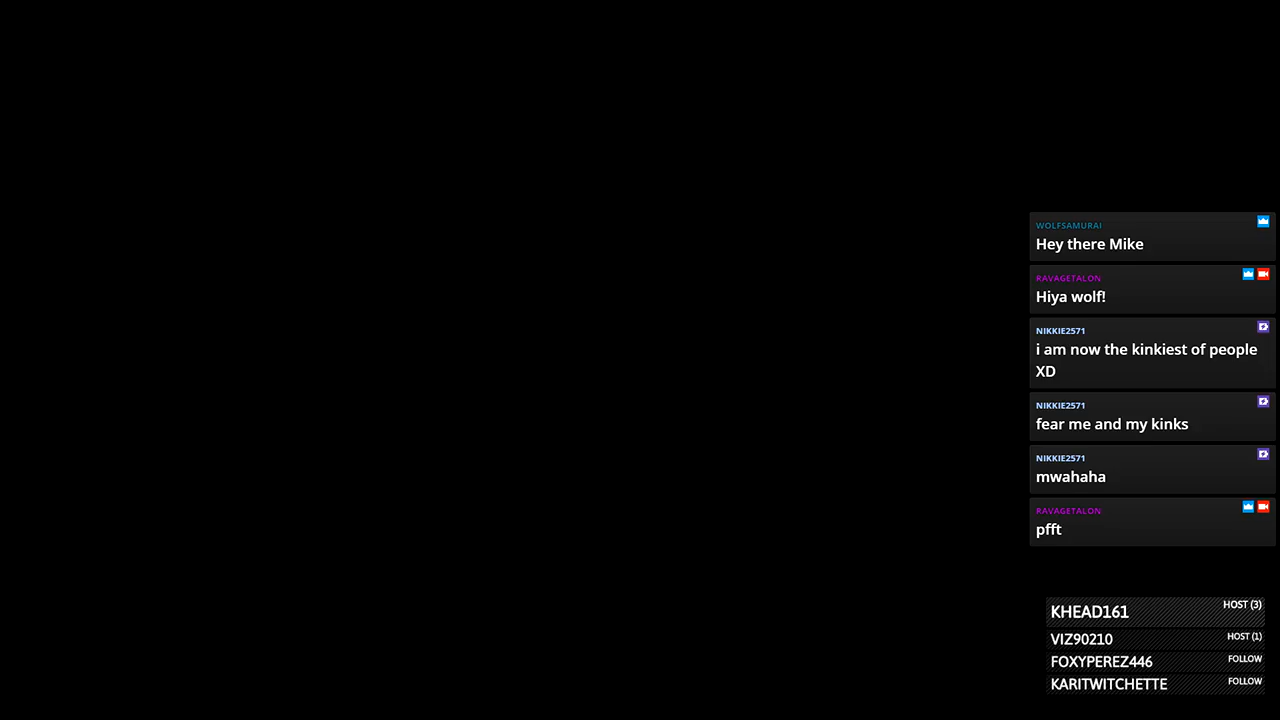 WOLFSAMURAI
Hey there Mike
RAVAGETALON
Hiya wolf!
NIKKIE2571
i am now the kinkiest of people
XD
NIKKIE2571
fear me and my kinks
NIKKIE2571
mwahaha
RAVAGETALON
pfft
KHEAD161 HOST (3)
VIZ90210 HOST (1)
FOXYPEREZ446 FOLLOW
KARITWITCHETTE FOLLOW